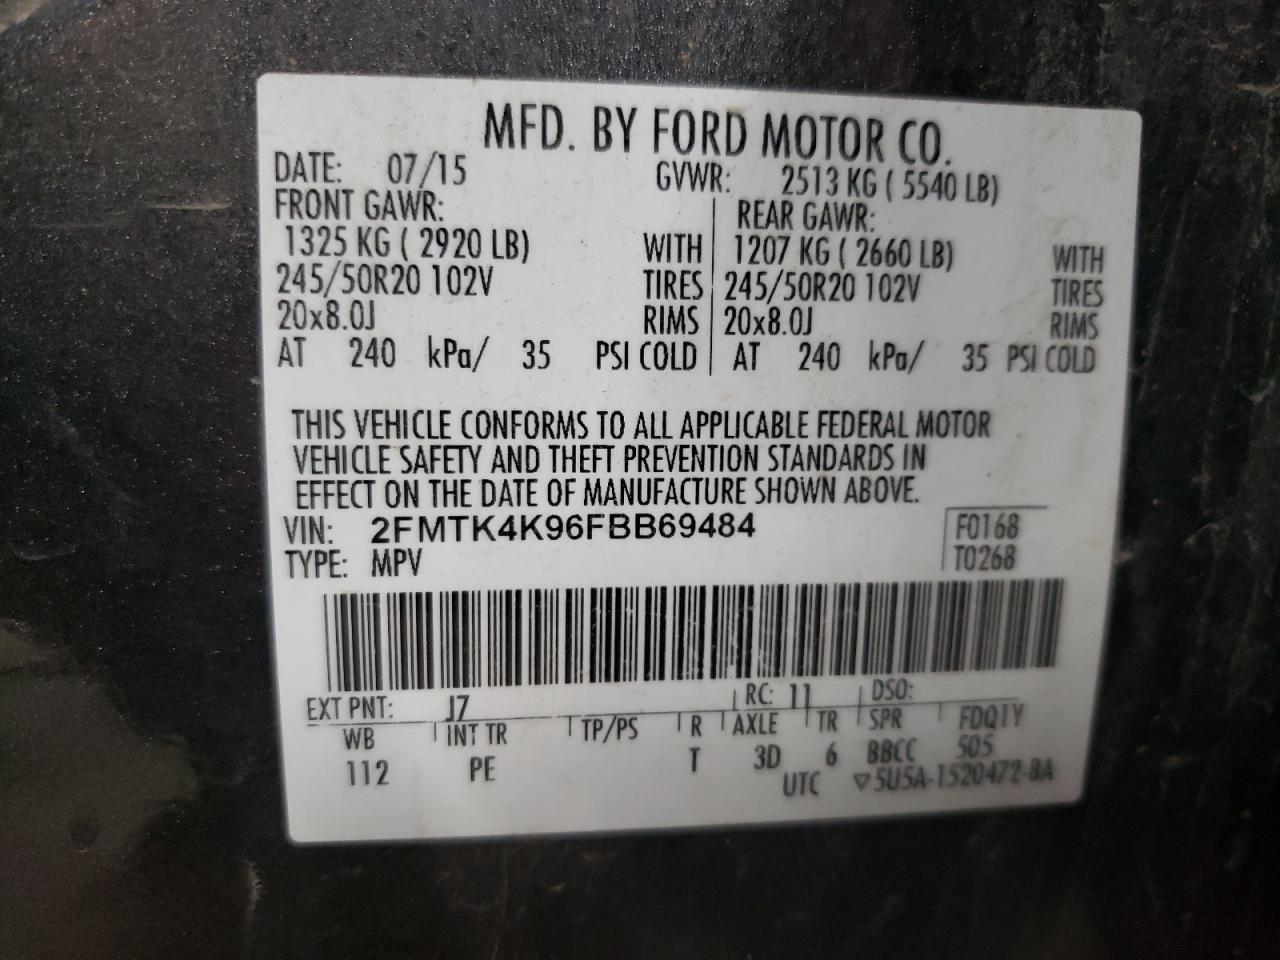 MFD. BY FORD MOTOR CO.
DATE: 07/15 GVWR: 2513 KG ( 5540 LB)
FRONT GAWR: REAR GAWR:
1325 KG ( 2920 LB) WITH 1207 KG ( 2660 LB) WITH
245/50R20 102V TIRES 245/50R20 102V TIRES
20x8.0J RIMS 20x8.0J RIMS
AT 240 kPa/ 35 PSI COLD AT 240 kPa/ 35 PSI COLD
THIS VEHICLE CONFORMS TO ALL APPLICABLE FEDERAL MOTOR
VEHICLE SAFETY AND THEFT PREVENTION STANDARDS IN
EFFECT ON THE DATE OF MANUFACTURE SHOWN ABOVE.
VIN: 2FMTK4K96FBB69484 F0168
TYPE: MPV T0268
EXT PNT: J7 RC: 11 DSO:
WB INT TR TP/PS R AXLE TR SPR FDQ1Y
112 PE T 3D 6 BBCC 505
UTC ▽5U5A-1520472-BA